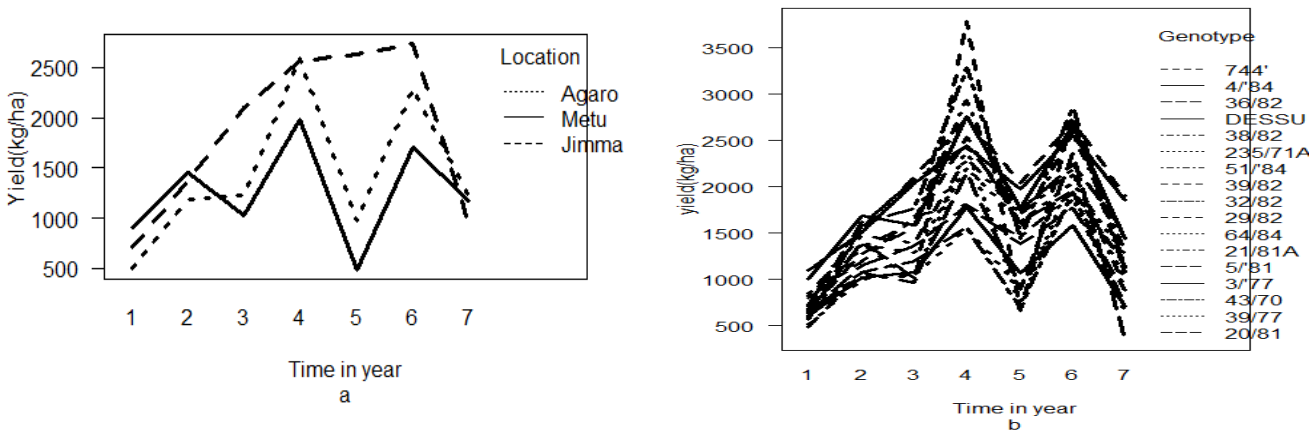 Yield(kg/ha)
2500
2000
1500
1000
500
1 2 3 4 5 6 7
Time in year
a
Location
Agaro
Metu
Jimma
yield(kg/ha)
3500
3000
2500
2000
1500
1000
500
1 2 3 4 5 6 7
Time in year
b
Genotype
744'
4/'84
36/82
DESSU
38/82
235/71A
51/'84
39/82
32/82
29/82
64/84
21/81A
5/'81
3/'77
43/70
39/77
20/81